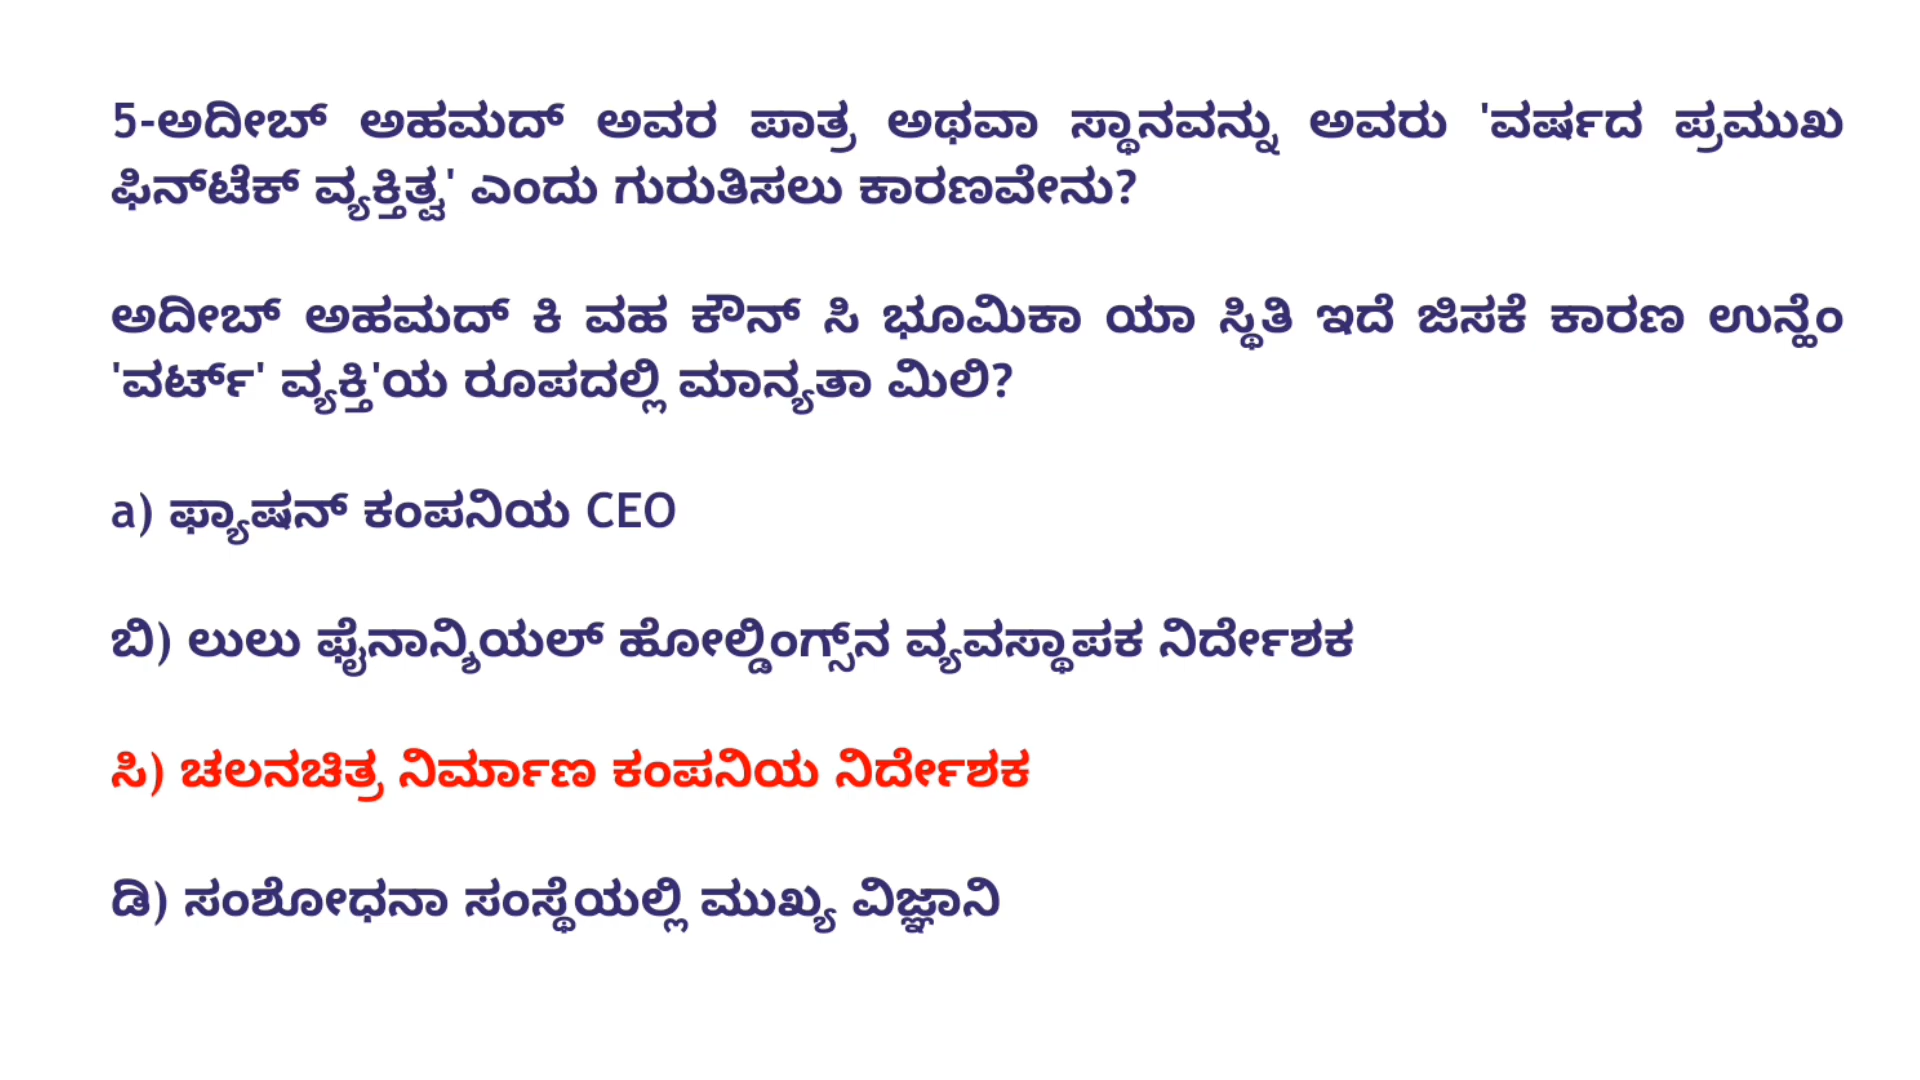 5-ಅದೀಬ್ ಅಹಮದ್ ಅವರ ಪಾತ್ರ ಅಥವಾ ಸ್ಥಾನವನ್ನು ಅವರು 'ವರ್ಷದ ಪ್ರಮುಖ
ಫಿನ್‌ಟೆಕ್ ವ್ಯಕ್ತಿತ್ವ' ಎಂದು ಗುರುತಿಸಲು ಕಾರಣವೇನು?
ಅದೀಬ್ ಅಹಮದ್ ಕಿ ವಹ ಕೌನ್ ಸಿ ಭೂಮಿಕಾ ಯಾ ಸ್ಥಿತಿ ಇದೆ ಜಿಸಕೆ ಕಾರಣ ಉನ್ಹೆಂ
'ವರ್ಟ್' ವ್ಯಕ್ತಿ'ಯ ರೂಪದಲ್ಲಿ ಮಾನ್ಯತಾ ಮಿಲಿ?
a) ಫ್ಯಾಷನ್ ಕಂಪನಿಯ CEO
ಬಿ) ಲುಲು ಫೈನಾನ್ಶಿಯಲ್ ಹೋಲ್ಡಿಂಗ್ಸ್‌ನ ವ್ಯವಸ್ಥಾಪಕ ನಿರ್ದೇಶಕ
ಸಿ) ಚಲನಚಿತ್ರ ನಿರ್ಮಾಣ ಕಂಪನಿಯ ನಿರ್ದೇಶಕ
ಡಿ) ಸಂಶೋಧನಾ ಸಂಸ್ಥೆಯಲ್ಲಿ ಮುಖ್ಯ ವಿಜ್ಞಾನಿ